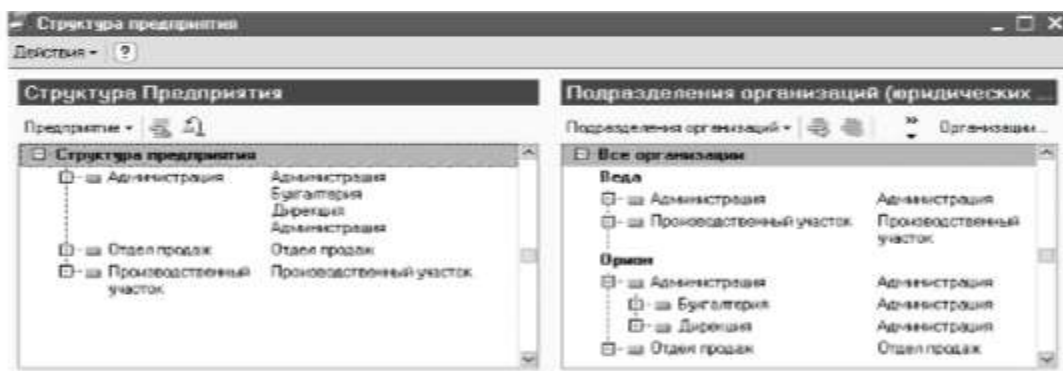 Структура предприятия
Действия ?
Структура Предприятия
Предприятие
Структура предприятия
Администрация Администрация
Бухгалтерия
Дирекция
Администрация
Отдел продаж Отдел продаж
Производственный Производственный участок
участок
Подразделения организаций (юридических ...
Подразделения организаций » Организации...
Все организации
Веда
Администрация Администрация
Производственный участок Производственный
участок
Орион
Администрация Администрация
Бухгалтерия Администрация
Дирекция Администрация
Отдел продаж Отдел продаж